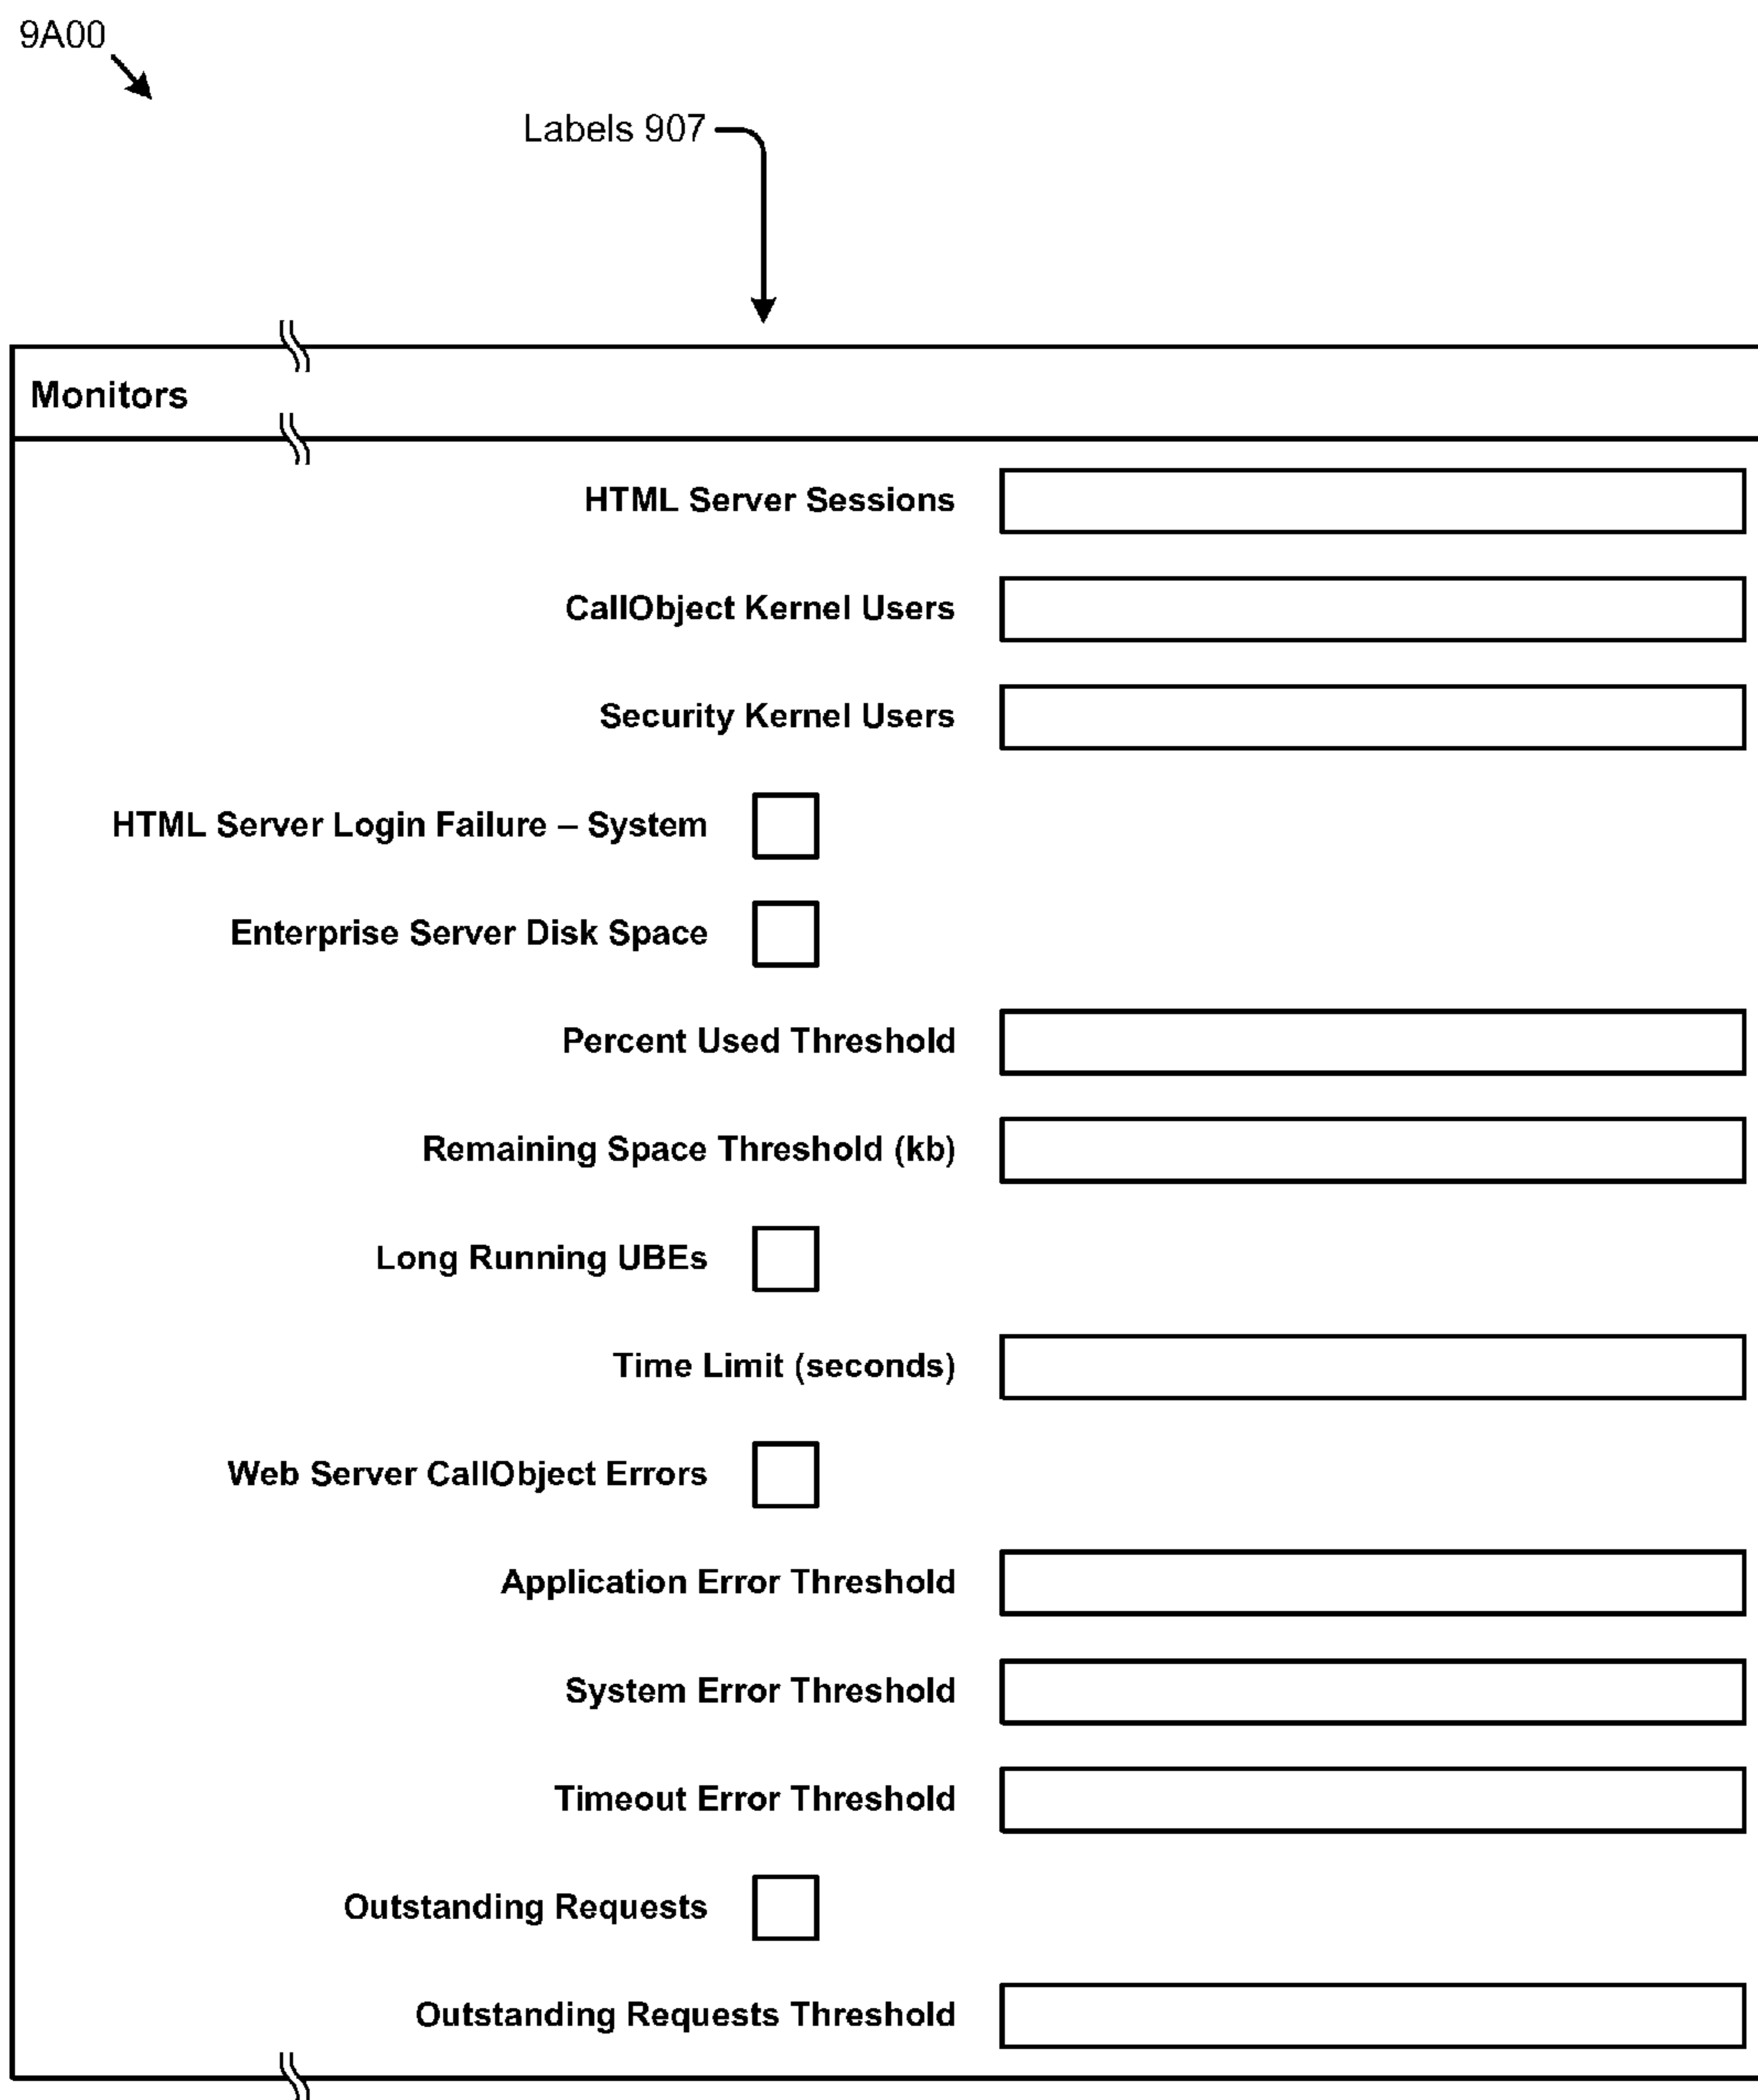 9A00
Labels 907
Monitors
HTML Server Sessions
CallObject Kernel Users
Security Kernel Users
HTML Server Login Failure – System
Enterprise Server Disk Space
Percent Used Threshold
Remaining Space Threshold (kb)
Long Running UBEs
Time Limit (seconds)
Web Server CallObject Errors
Application Error Threshold
System Error Threshold
Timeout Error Threshold
Outstanding Requests
Outstanding Requests Threshold